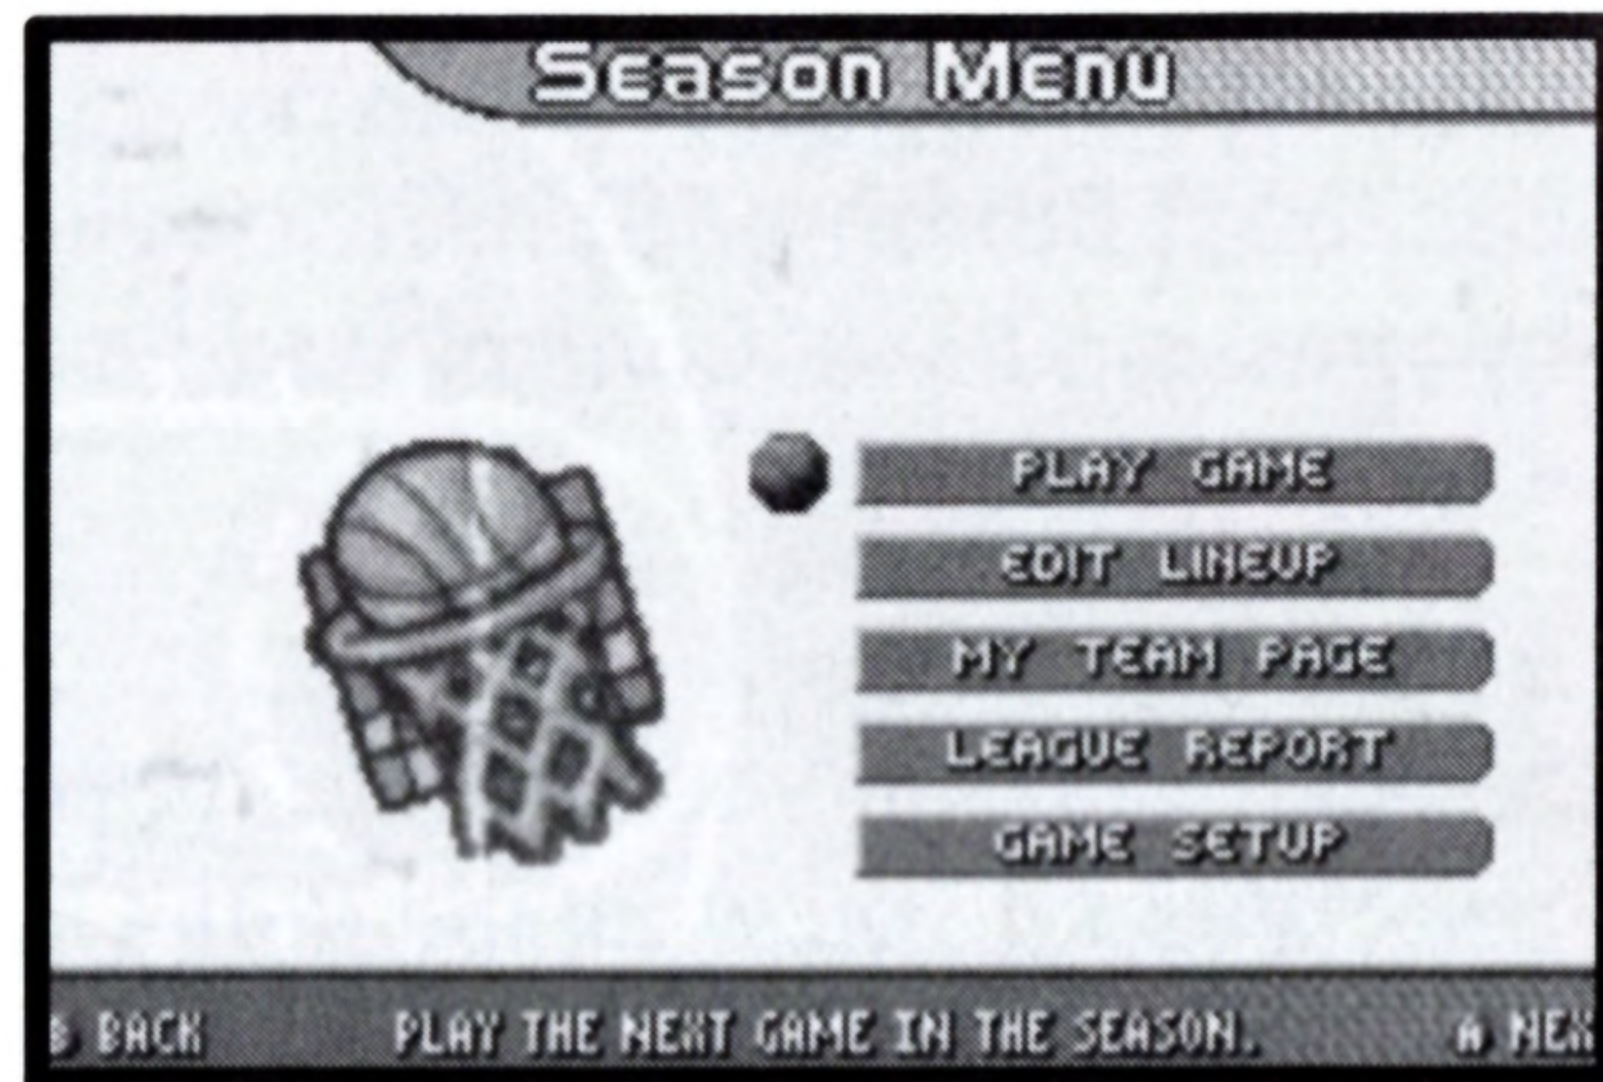 Season Menu
PLAY GAME
EDIT LINEUP
MY TEAM PAGE
LEAGUE REPORT
GAME SETUP
B BACK PLAY THE NEXT GAME IN THE SEASON. A NEX